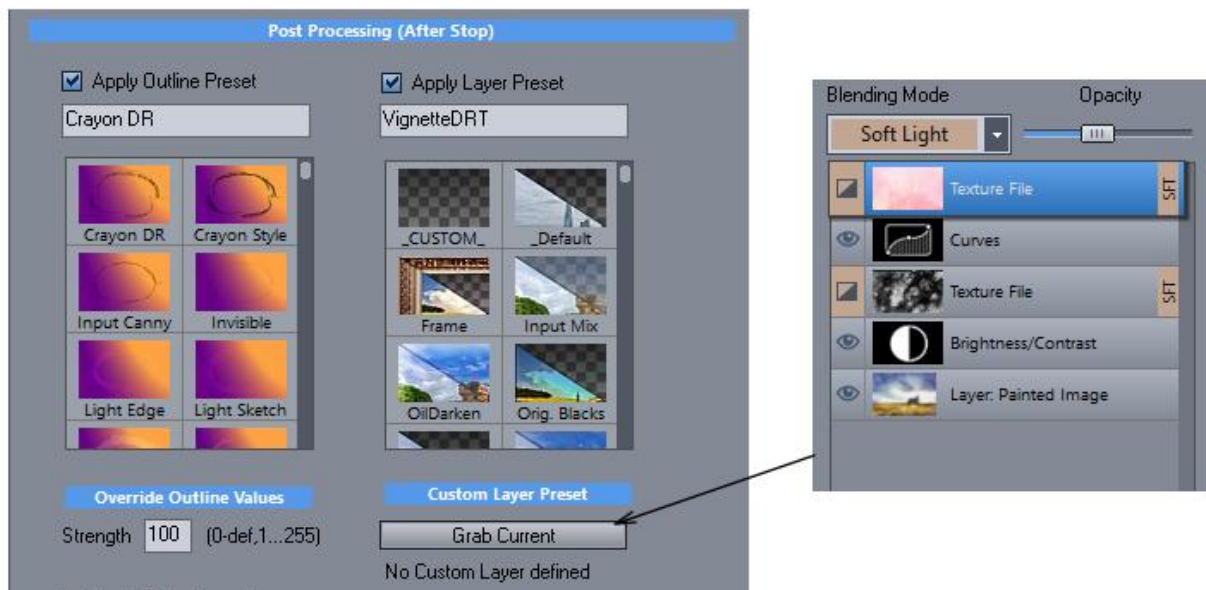 Post Processing (After Stop)
Apply Outline Preset
Crayon DR
Crayon DR Crayon Style
Input Canny Invisible
Light Edge Light Sketch
Override Outline Values
Strength 100 (0-def,1...255)
Apply Layer Preset
VignetteDRT
_CUSTOM_ _Default
Frame Input Mix
OilDarken Orig. Blacks
Custom Layer Preset
Grab Current
No Custom Layer defined
Blending Mode Opacity
Soft Light
Texture File SFT
Curves
Texture File SFT
Brightness/Contrast
Layer: Painted Image